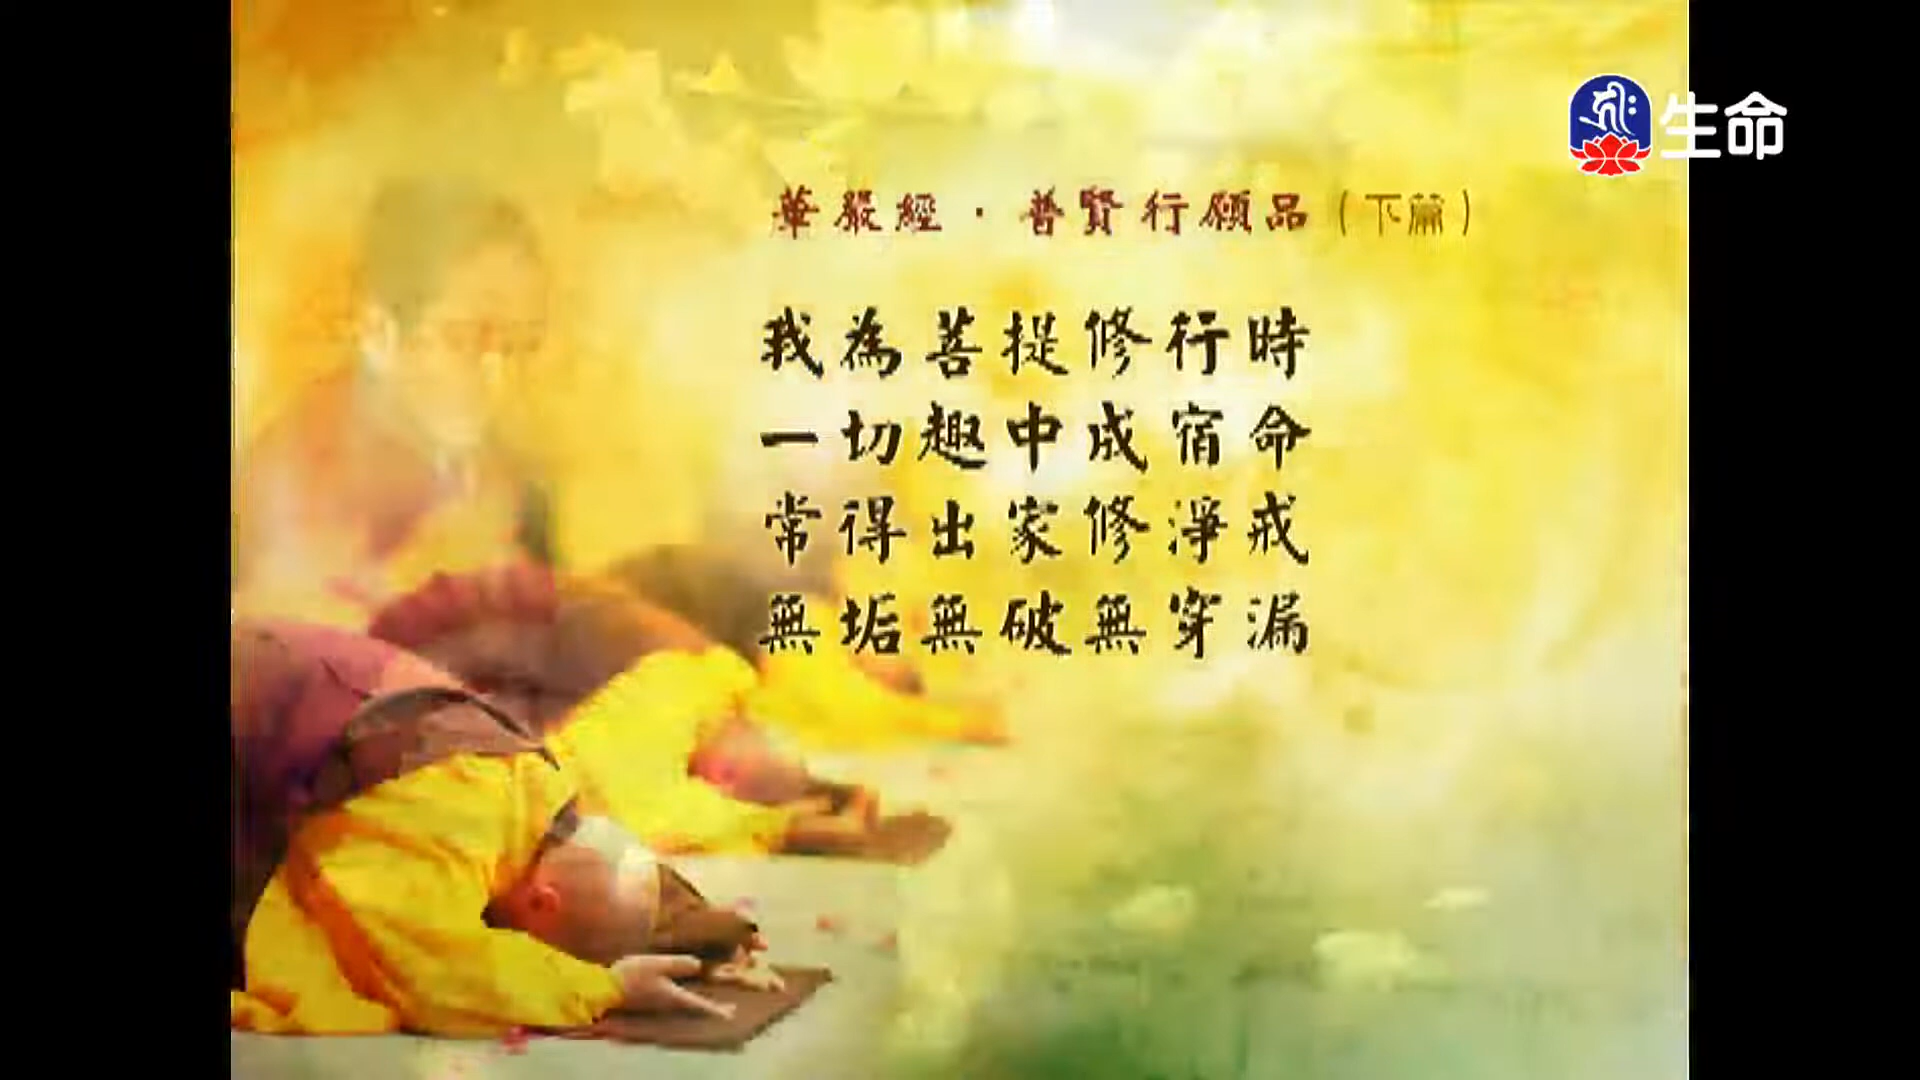 生命
華嚴經·普賢行願品(下篇)
我為菩提修行時
一切趣中成宿命
常得出家修淨戒
無垢無破無穿漏